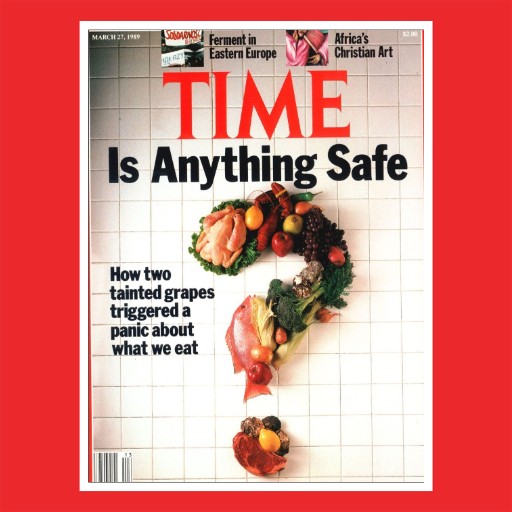 MARCH 27, 1989
SOLIDARNOŚĆ
Ferment in
Eastern Europe
Africa's
Christian Art
$2.00
TIME
Is Anything Safe
How two
tainted grapes
triggered a
panic about
what we eat